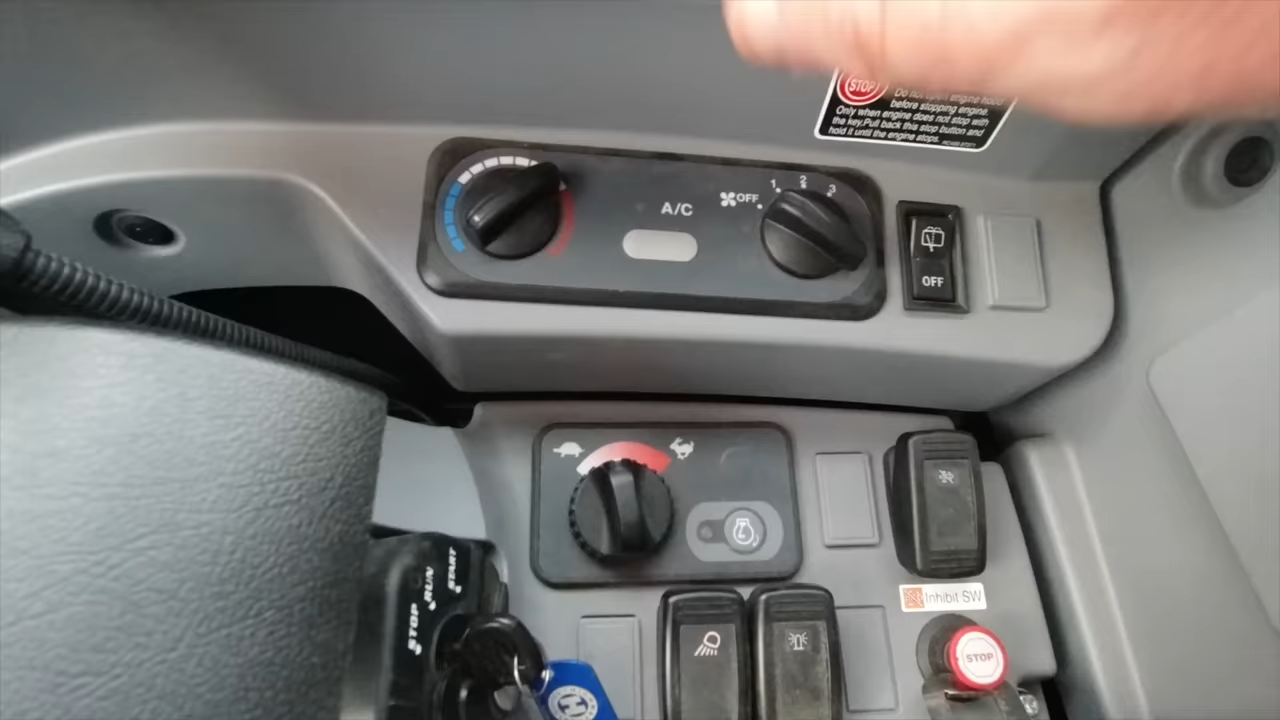 STOP
Do not open engine hood
before stopping engine.
Only when engine does not stop with
the key,Pull back this stop button and
hold it until the engine stops.
1 2 3
OFF
A/C
OFF
START
RUN
STOP
Inhibit SW
STOP
H